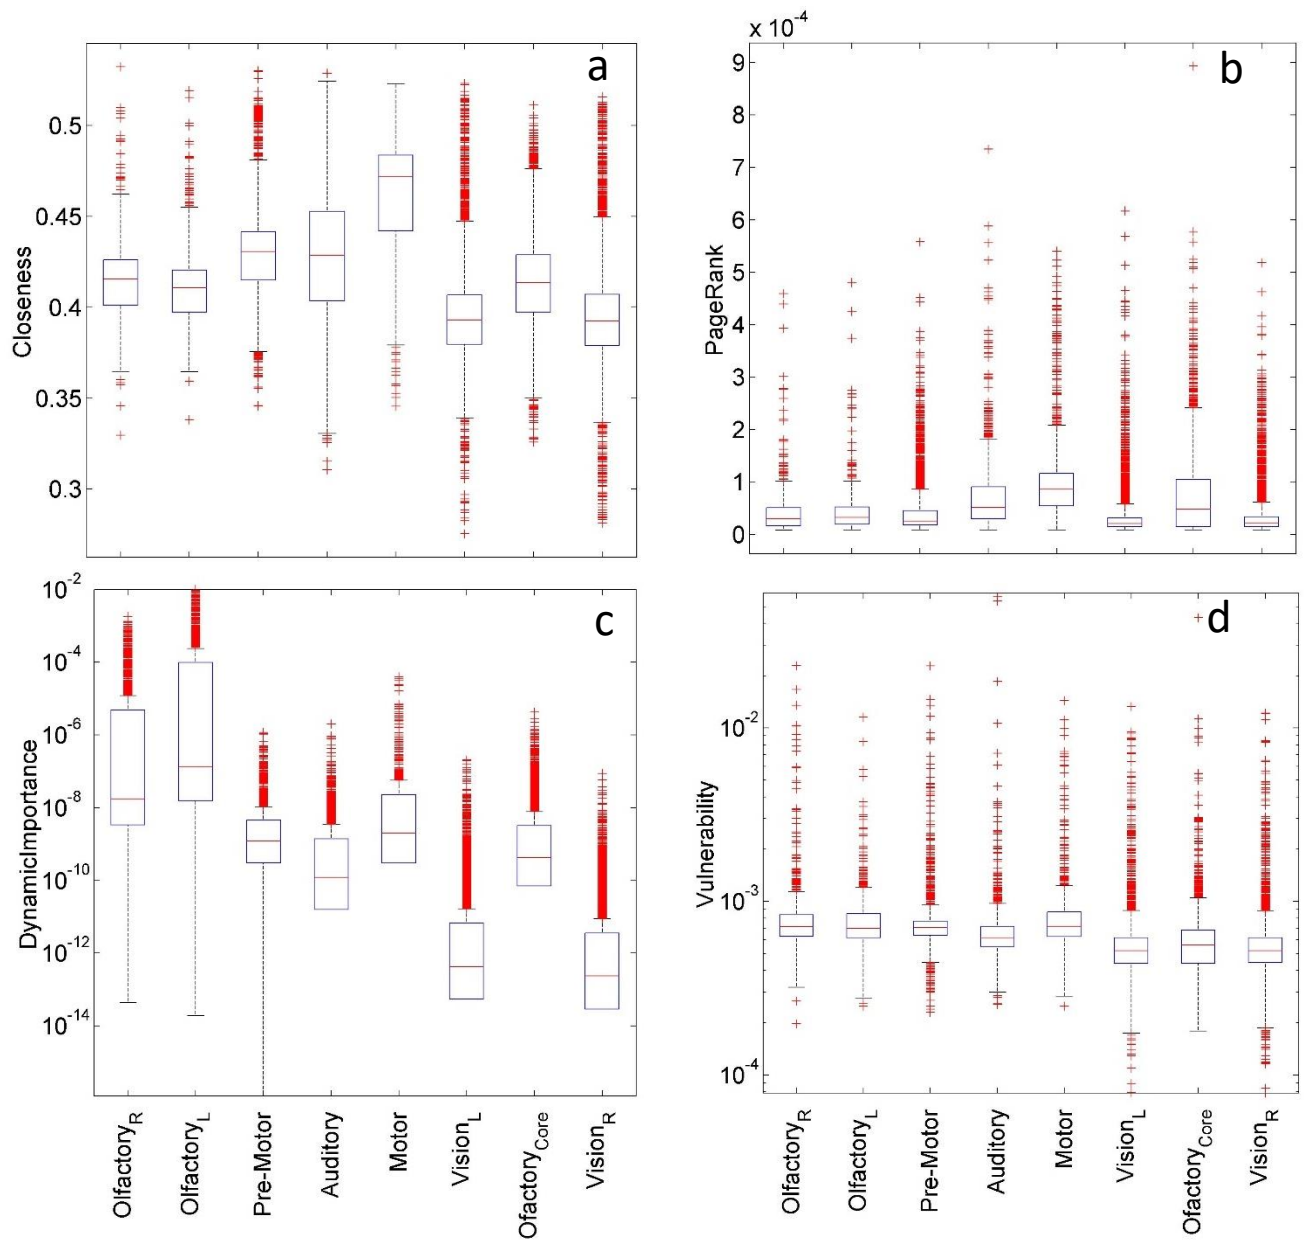 a
Closeness
0.5
0.45
0.4
0.35
0.3
x 10^-4
b
PageRank
9
8
7
6
5
4
3
2
1
0
c
DynamicImportance
10^-2
10^-4
10^-6
10^-8
10^-10
10^-12
10^-14
Olfactory_R
Olfactory_L
Pre-Motor
Auditory
Motor
Vision_L
Ofactory_Core
Vision_R
d
Vulnerability
10^-2
10^-3
10^-4
Olfactory_R
Olfactory_L
Pre-Motor
Auditory
Motor
Vision_L
Olfactory_Core
Vision_R